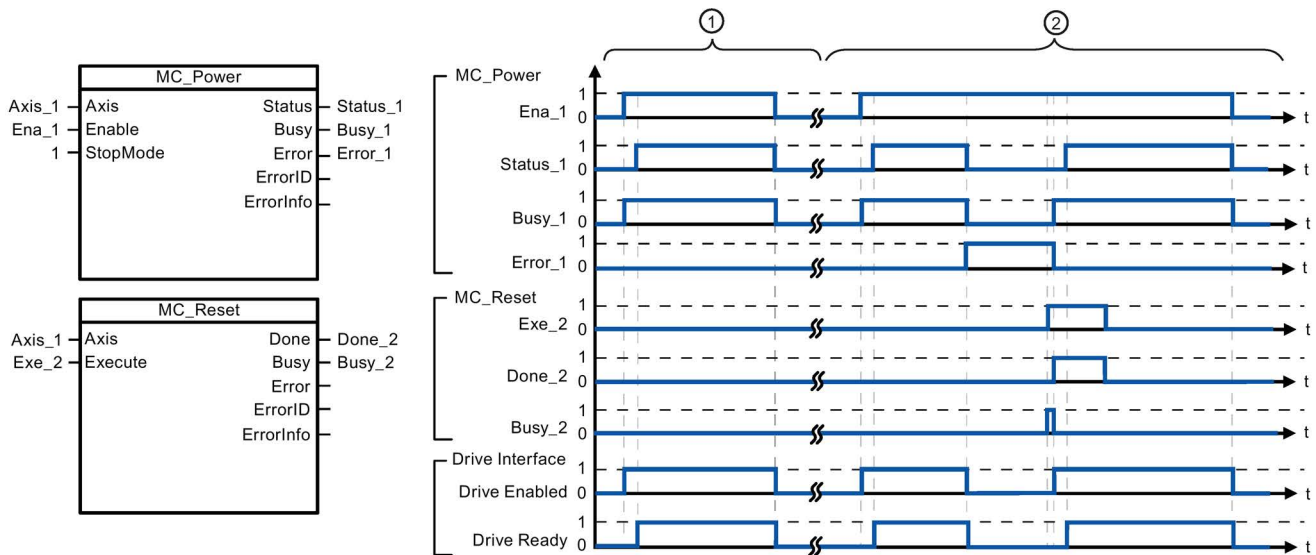 MC_Power
Axis_1 Axis Status Status_1
Ena_1 Enable Busy Busy_1
1 StopMode Error Error_1
ErrorID
ErrorInfo
MC_Reset
Axis_1 Axis Done Done_2
Exe_2 Execute Busy Busy_2
Error
ErrorID
ErrorInfo
1 2
MC_Power
1
Ena_1 0 t
1
Status_1 0 t
1
Busy_1 0 t
1
Error_1 0 t
MC_Reset
1
Exe_2 0 t
1
Done_2 0 t
1
Busy_2 0 t
Drive Interface
1
Drive Enabled 0 t
1
Drive Ready 0 t